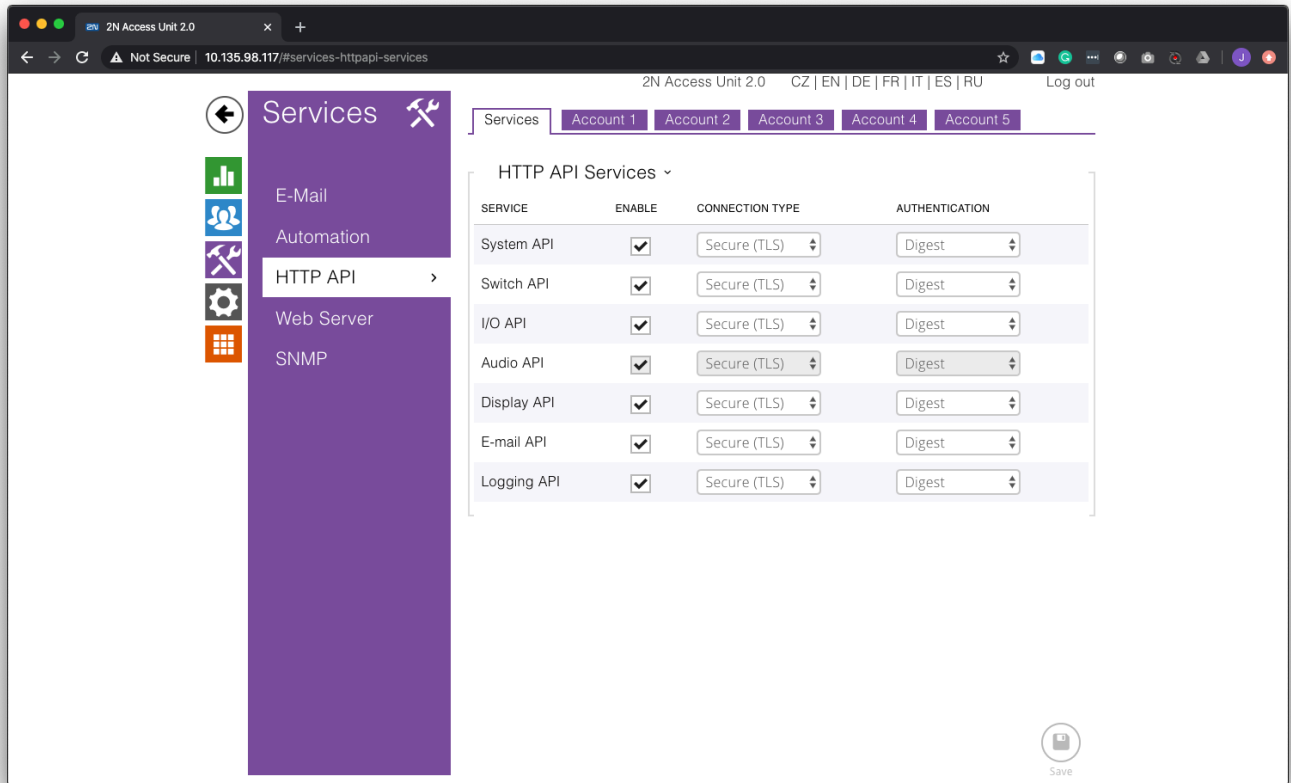 2N 2N Access Unit 2.0
Not Secure 10.135.98.117/#services-httpapi-services
J
2N Access Unit 2.0 CZ | EN | DE | FR | IT | ES | RU Log out
Services
Services Account 1 Account 2 Account 3 Account 4 Account 5
HTTP API Services
E-Mail
Automation
HTTP API
Web Server
SNMP
SERVICE ENABLE CONNECTION TYPE AUTHENTICATION
System API Secure (TLS) Digest
Switch API Secure (TLS) Digest
I/O API Secure (TLS) Digest
Audio API Secure (TLS) Digest
Display API Secure (TLS) Digest
E-mail API Secure (TLS) Digest
Logging API Secure (TLS) Digest
Save